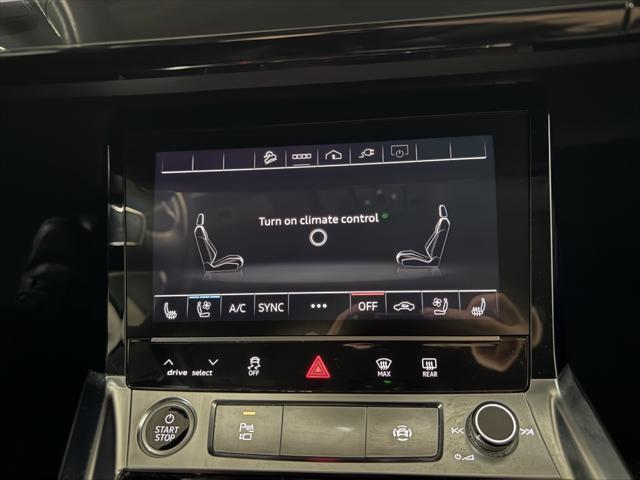 Turn on climate control
A/C SYNC ••• OFF
drive select OFF MAX REAR
START
STOP
P